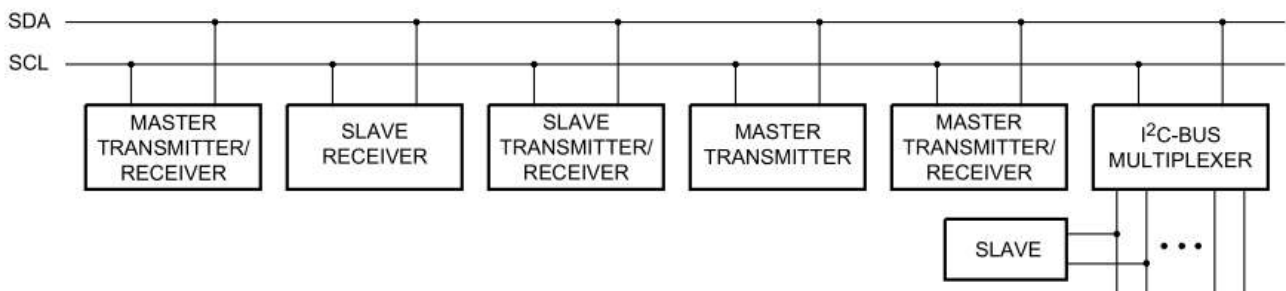 SDA
SCL
MASTER
TRANSMITTER/
RECEIVER
SLAVE
RECEIVER
SLAVE
TRANSMITTER/
RECEIVER
MASTER
TRANSMITTER
MASTER
TRANSMITTER/
RECEIVER
I²C-BUS
MULTIPLEXER
SLAVE